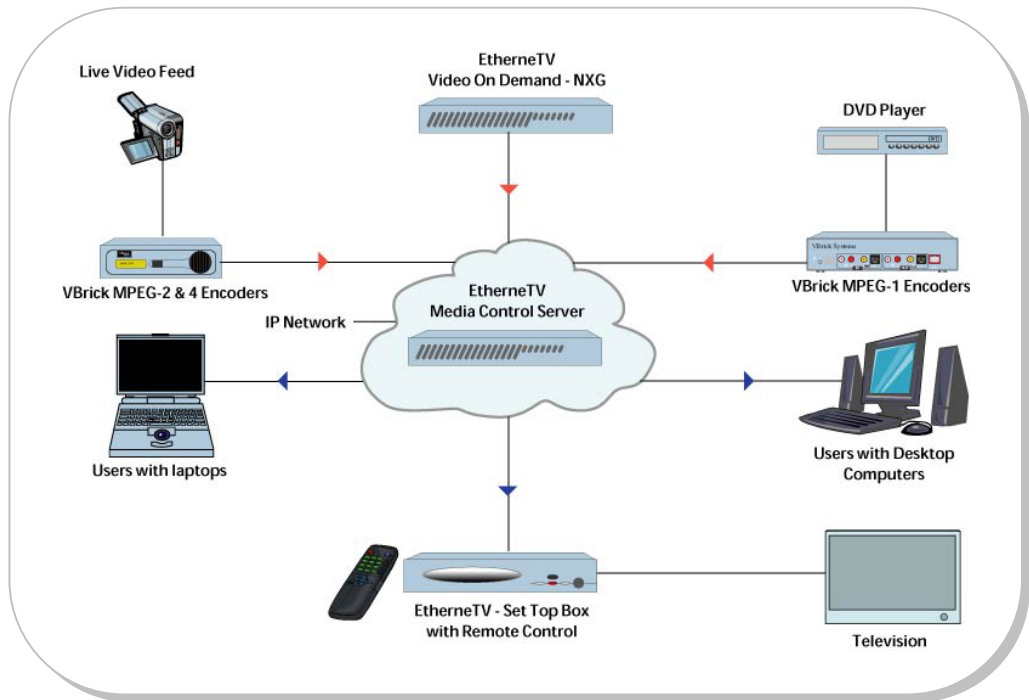 EtherneTV
Video On Demand - NXG
Live Video Feed
DVD Player
VBrick Systems
VBrick MPEG-2 & 4 Encoders
VBrick MPEG-1 Encoders
EtherneTV
Media Control Server
IP Network
Users with laptops
Users with Desktop
Computers
EtherneTV - Set Top Box
with Remote Control
Television